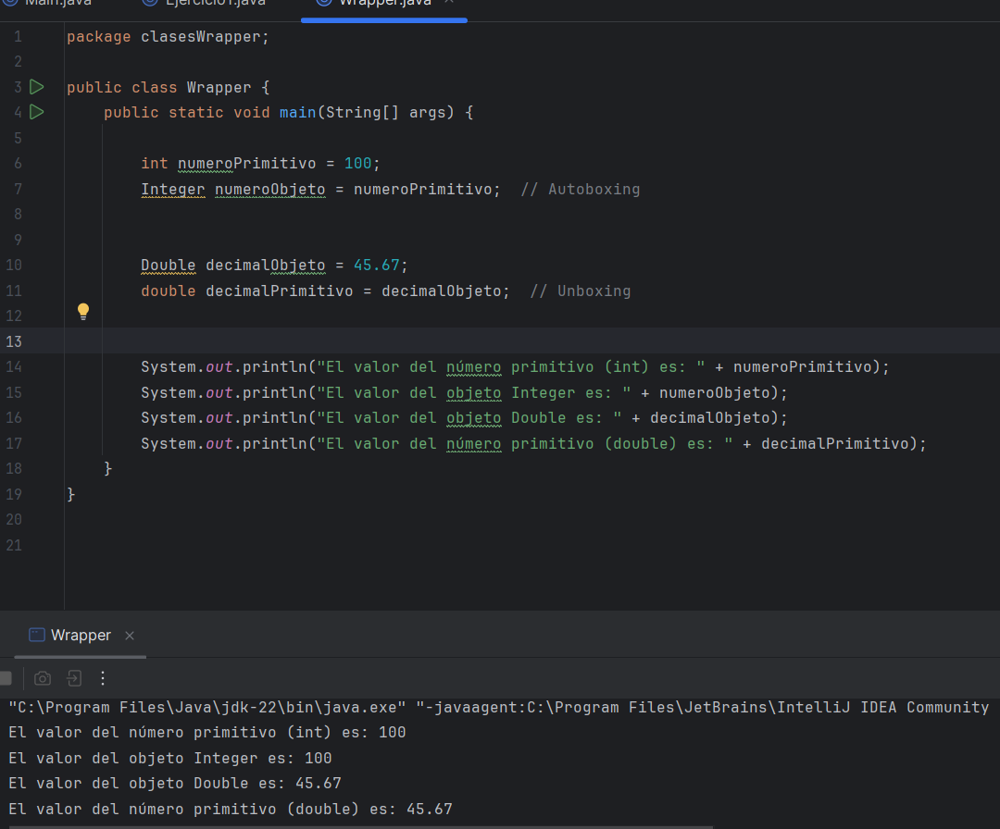 Main.java Ejercicio1.java Wrapper.java
1 package clasesWrapper;
2
3 public class Wrapper {
4 public static void main(String[] args) {
5
6 int numeroPrimitivo = 100;
7 Integer numeroObjeto = numeroPrimitivo; // Autoboxing
8
9
10 Double decimalObjeto = 45.67;
11 double decimalPrimitivo = decimalObjeto; // Unboxing
12
13
14 System.out.println("El valor del número primitivo (int) es: " + numeroPrimitivo);
15 System.out.println("El valor del objeto Integer es: " + numeroObjeto);
16 System.out.println("El valor del objeto Double es: " + decimalObjeto);
17 System.out.println("El valor del número primitivo (double) es: " + decimalPrimitivo);
18 }
19 }
20
21
Wrapper
"C:\Program Files\Java\jdk-22\bin\java.exe" "-javaagent:C:\Program Files\JetBrains\IntelliJ IDEA Community
El valor del número primitivo (int) es: 100
El valor del objeto Integer es: 100
El valor del objeto Double es: 45.67
El valor del número primitivo (double) es: 45.67